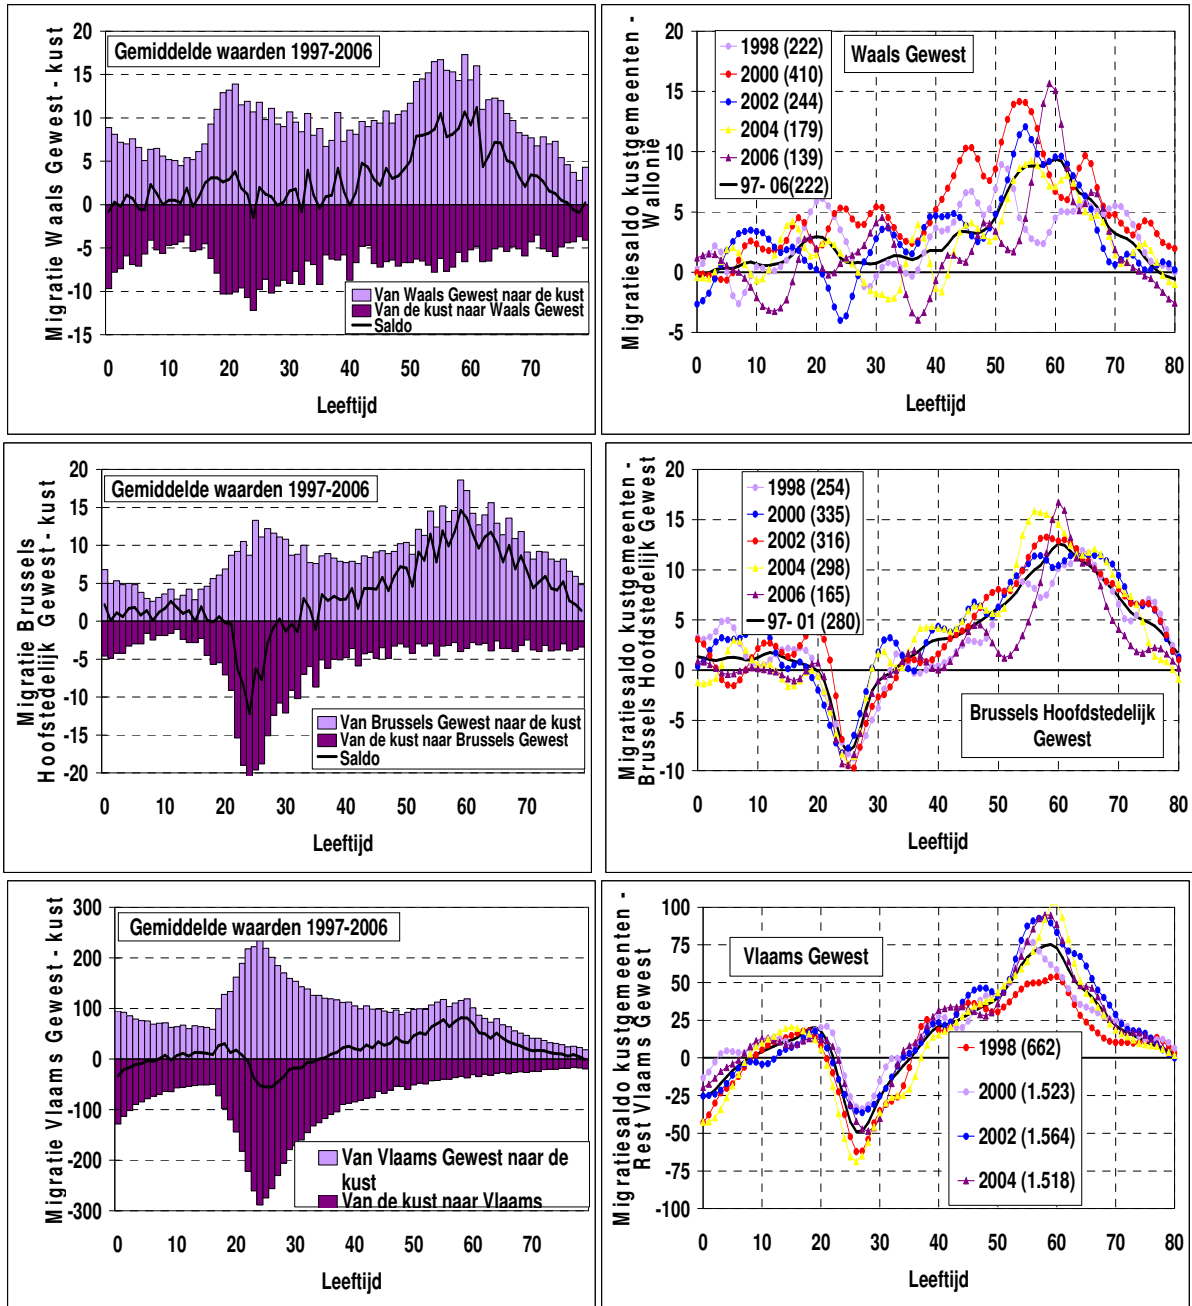 Migratie Waals Gewest - kust
20
15
10
5
0
-5
-10
-15
Gemiddelde waarden 1997-2006
Van Waals Gewest naar de kust
Van de kust naar Waals Gewest
Saldo
0 10 20 30 40 50 60 70
Leeftijd
Migratiesaldo kustgemeenten -
Wallonië
20
15
10
5
0
-5
1998 (222)
2000 (410)
2002 (244)
2004 (179)
2006 (139)
97- 06(222)
Waals Gewest
0 10 20 30 40 50 60 70 80
Leeftijd
Migratie Brussels
Hoofstedelijk Gewest - kust
20
15
10
5
0
-5
-10
-15
-20
Gemiddelde waarden 1997-2006
Van Brussels Gewest naar de kust
Van de kust naar Brussels Gewest
Saldo
0 10 20 30 40 50 60 70
Leeftijd
Migratiesaldo kustgemeenten -
Brussels Hoofdstedelijk Gewest
20
15
10
5
0
-5
-10
1998 (254)
2000 (335)
2002 (316)
2004 (298)
2006 (165)
97- 01 (280)
Brussels Hoofdstedelijk
Gewest
0 10 20 30 40 50 60 70 80
Leeftijd
Migratie Vlaams Gewest - kust
300
200
100
0
-100
-200
-300
Gemiddelde waarden 1997-2006
Van Vlaams Gewest naar de
kust
Van de kust naar Vlaams
0 10 20 30 40 50 60 70
Leeftijd
Migratiesaldo kustgemeenten -
Rest Vlaams Gewest
100
75
50
25
0
-25
-50
-75
-100
Vlaams Gewest
1998 (662)
2000 (1.523)
2002 (1.564)
2004 (1.518)
0 10 20 30 40 50 60 70 80
Leeftijd